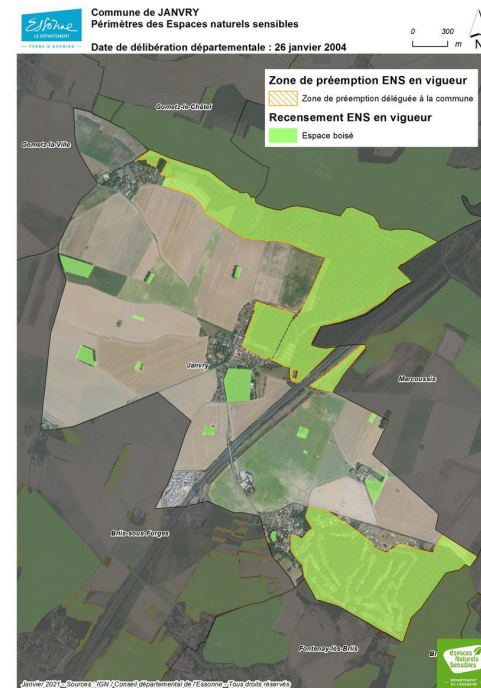 Essonne
LE DÉPARTEMENT
TERRE D'AVENIRS
Commune de JANVRY
Périmètres des Espaces naturels sensibles
Date de délibération départementale : 26 janvier 2004
0 300
m
N
Zone de préemption ENS en vigueur
Zone de préemption déléguée à la commune
Recensement ENS en vigueur
Espace boisé
Gometz-le-Châtel
Gometz-la-Ville
Janvry
Marcoussis
Briis-sous-Forges
Fontenay-lès-Briis
espaces
Naturels
Sensibles
DÉPARTEMENT
DE L'ESSONNE
Janvier 2021 - Sources : IGN / Conseil départemental de l'Essonne - Tous droits réservés